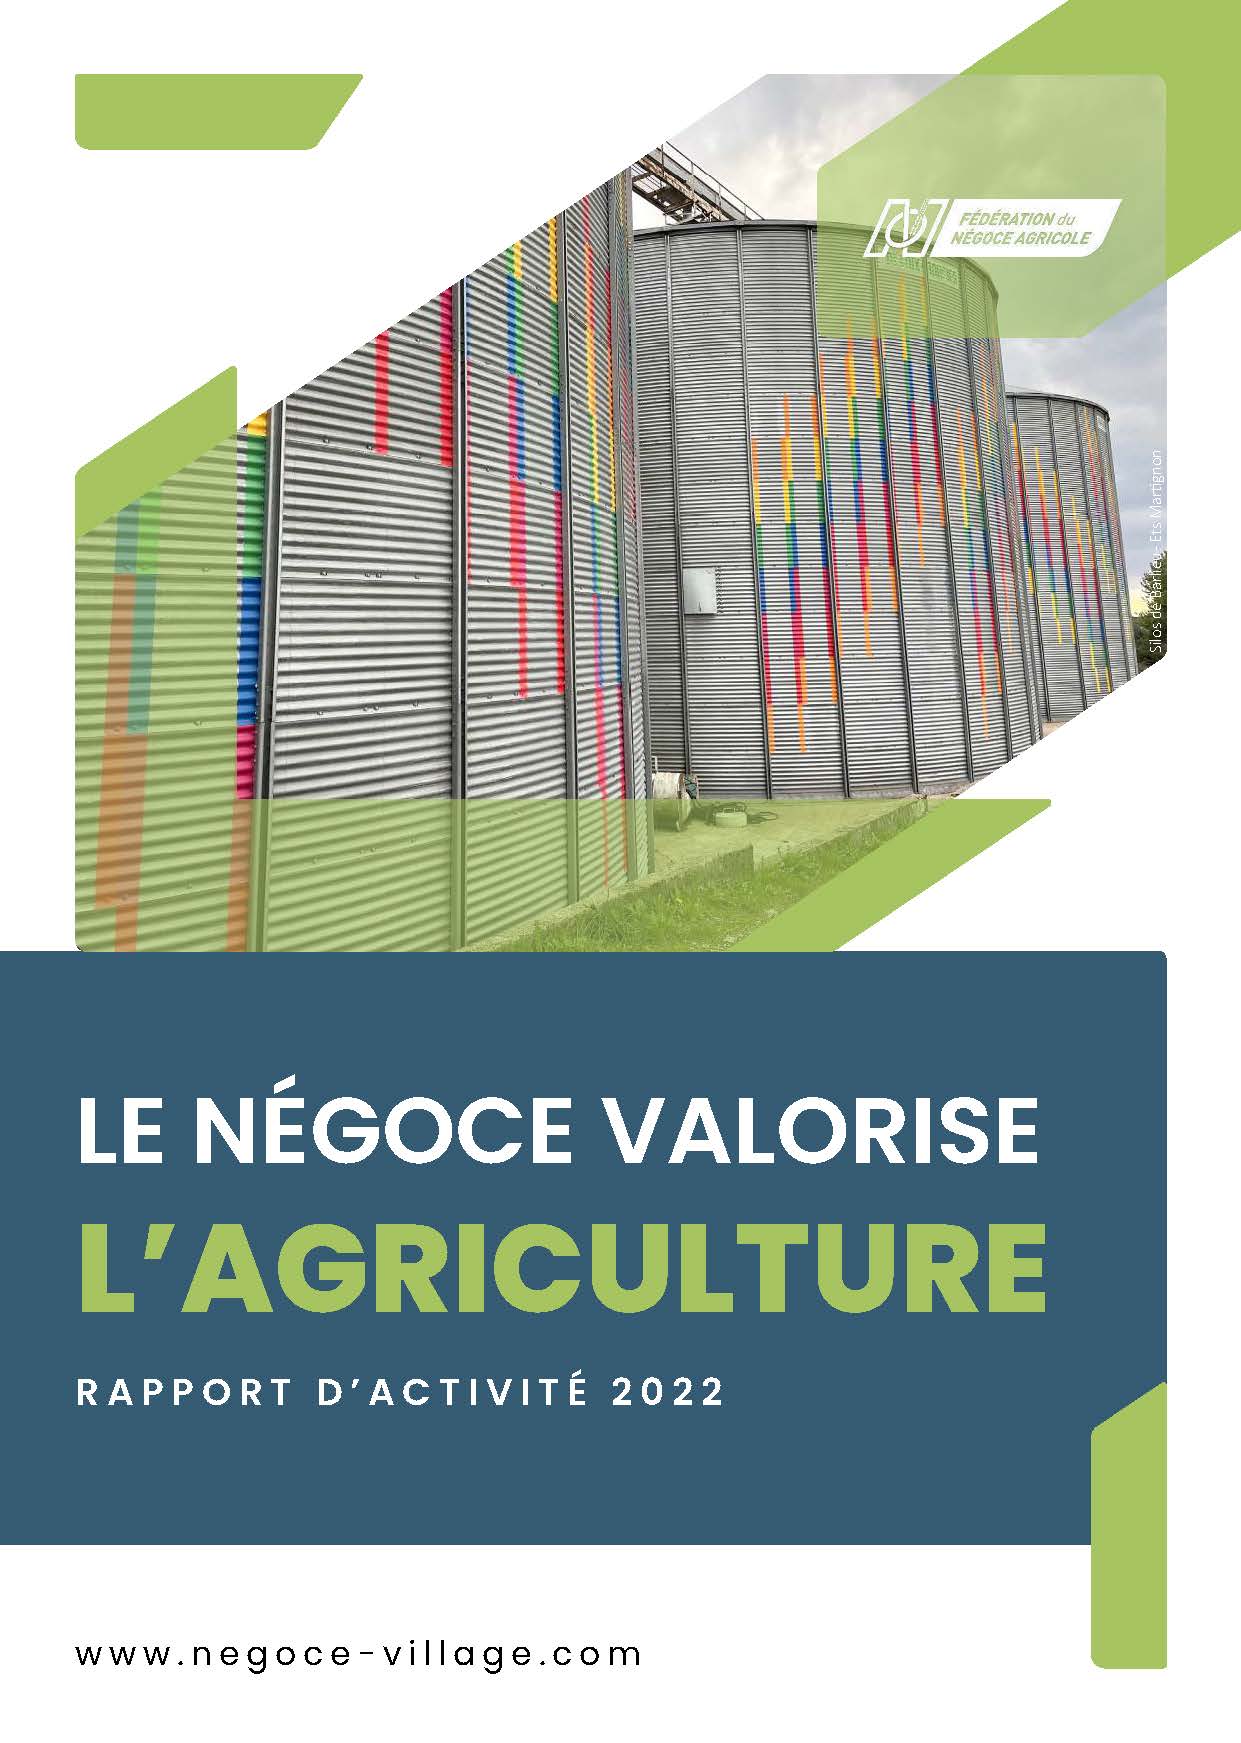 FÉDÉRATION du
NÉGOCE AGRICOLE
Silos de Barlieu - Ets Martignon
LE NÉGOCE VALORISE
L’AGRICULTURE
RAPPORT D’ACTIVITÉ 2022
www.negoce-village.com